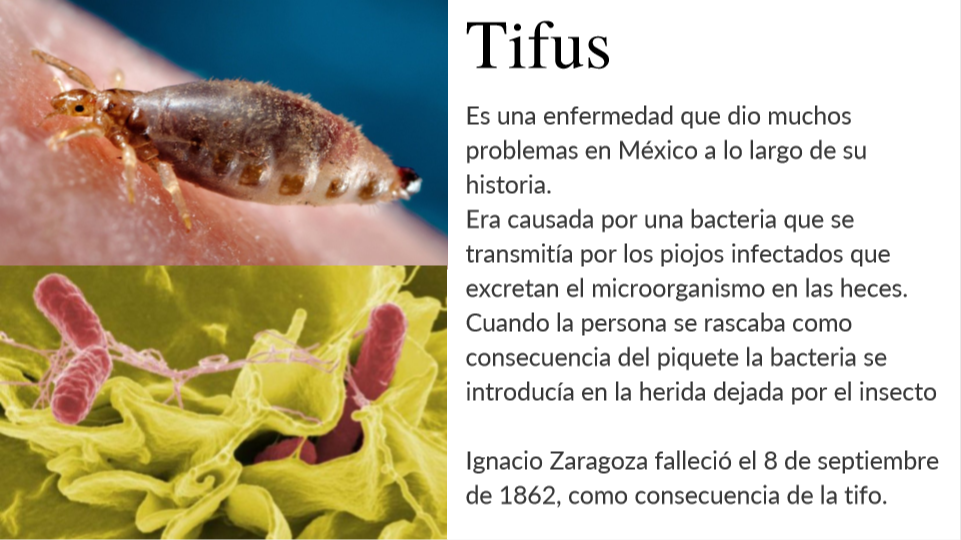 Tifus
Es una enfermedad que dio muchos
problemas en México a lo largo de su
historia.
Era causada por una bacteria que se
transmitía por los piojos infectados que
excretan el microorganismo en las heces.
Cuando la persona se rascaba como
consecuencia del piquete la bacteria se
introducía en la herida dejada por el insecto
Ignacio Zaragoza falleció el 8 de septiembre
de 1862, como consecuencia de la tifo.